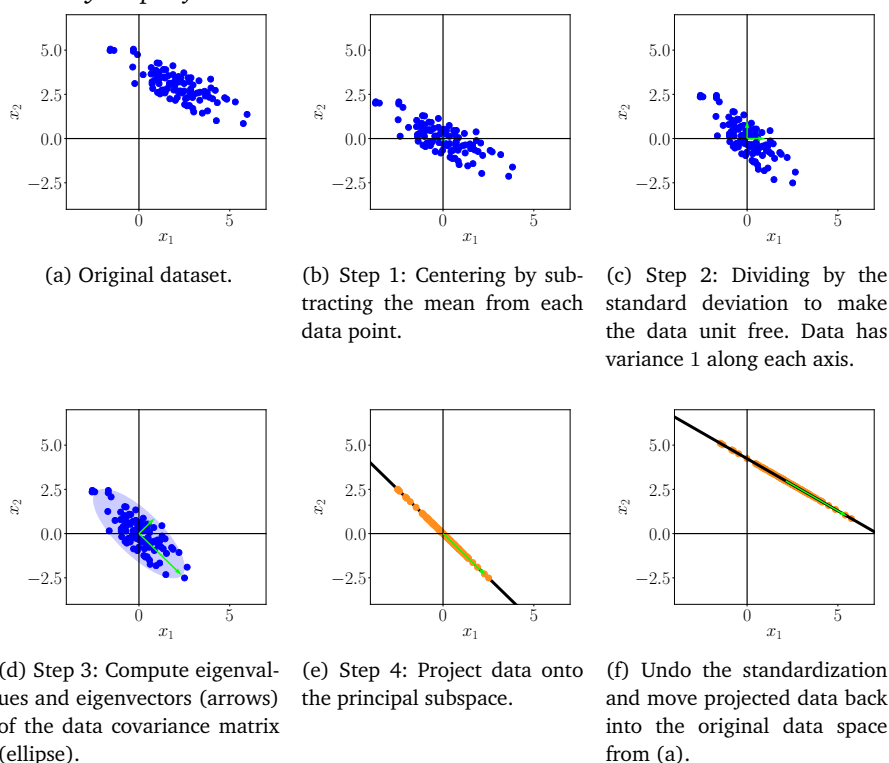 5.0
2.5
0.0
−2.5
x2
0
5
x1
5.0
2.5
0.0
−2.5
x2
0
5
x1
5.0
2.5
0.0
−2.5
x2
0
5
x1
(a) Original dataset.
(b) Step 1: Centering by sub-
tracting the mean from each
data point.
(c) Step 2: Dividing by the
standard deviation to make
the data unit free. Data has
variance 1 along each axis.
5.0
2.5
0.0
−2.5
x2
0
5
x1
5.0
2.5
0.0
−2.5
x2
0
5
x1
5.0
2.5
0.0
−2.5
x2
0
5
x1
(d) Step 3: Compute eigenval-
ues and eigenvectors (arrows)
of the data covariance matrix
(ellipse).
(e) Step 4: Project data onto
the principal subspace.
(f) Undo the standardization
and move projected data back
into the original data space
from (a).